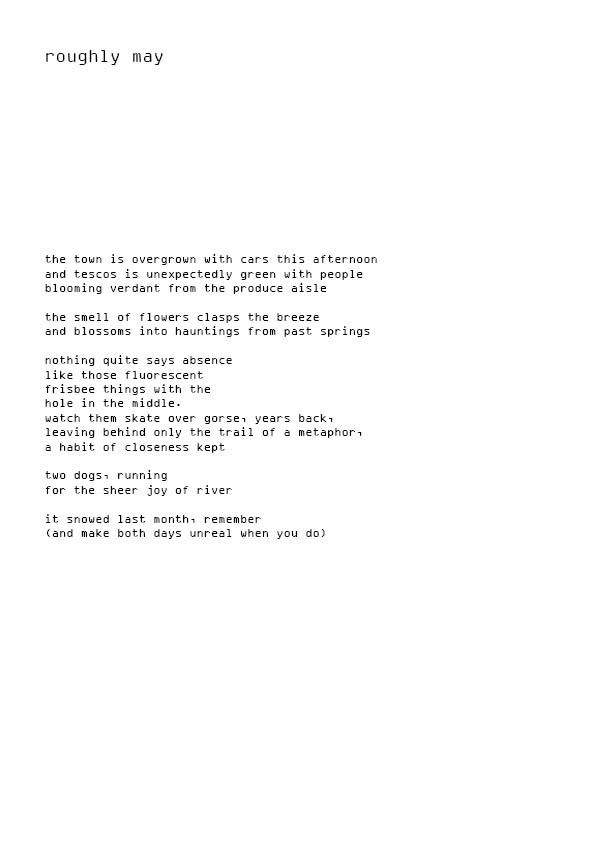 roughly may
the town is overgrown with cars this afternoon
and tescos is unexpectedly green with people
blooming verdant from the produce aisle
the smell of flowers clasps the breeze
and blossoms into hauntings from past springs
nothing quite says absence
like those fluorescent
frisbee things with the
hole in the middle.
watch them skate over gorse, years back,
leaving behind only the trail of a metaphor,
a habit of closeness kept
two dogs, running
for the sheer joy of river
it snowed last month, remember
(and make both days unreal when you do)